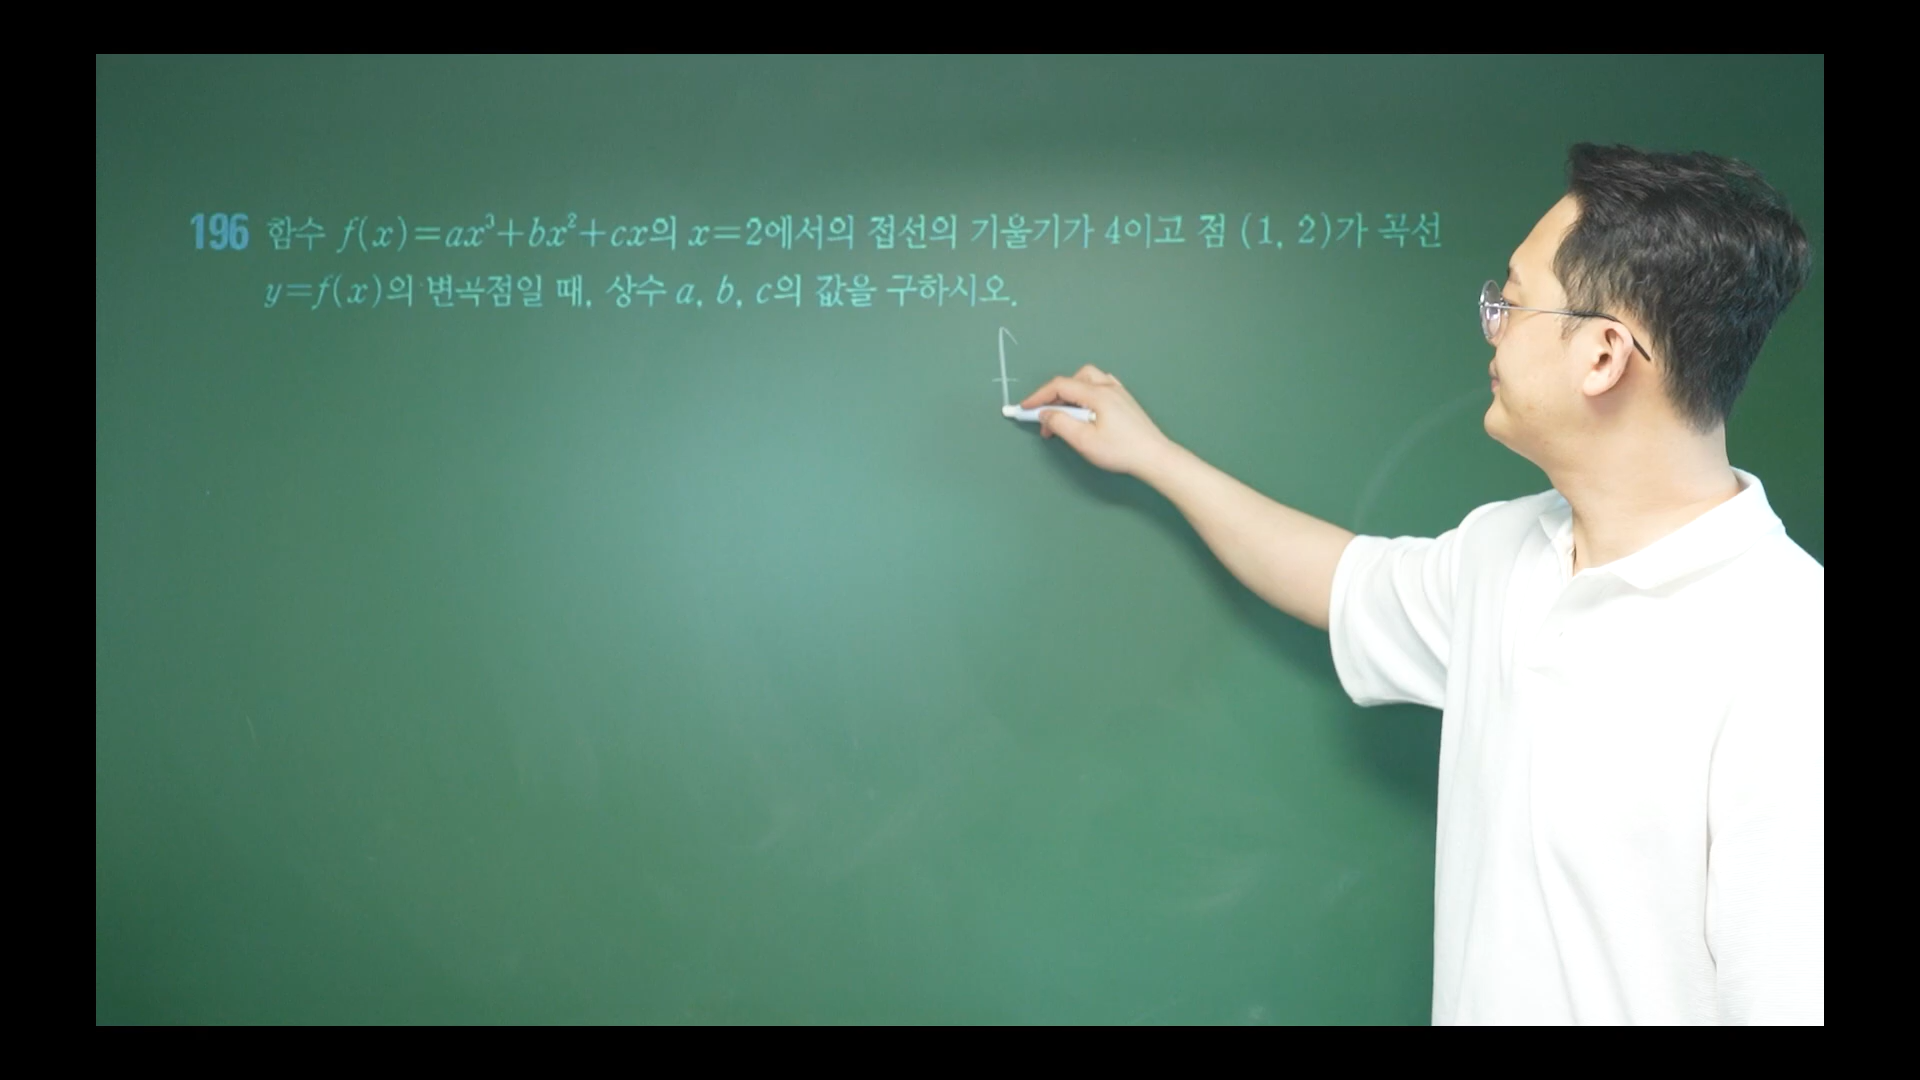 196 함수 f(x)=ax³+bx²+cx의 x=2에서의 접선의 기울기가 4이고 점 (1, 2)가 곡선
y=f(x)의 변곡점일 때, 상수 a, b, c의 값을 구하시오.